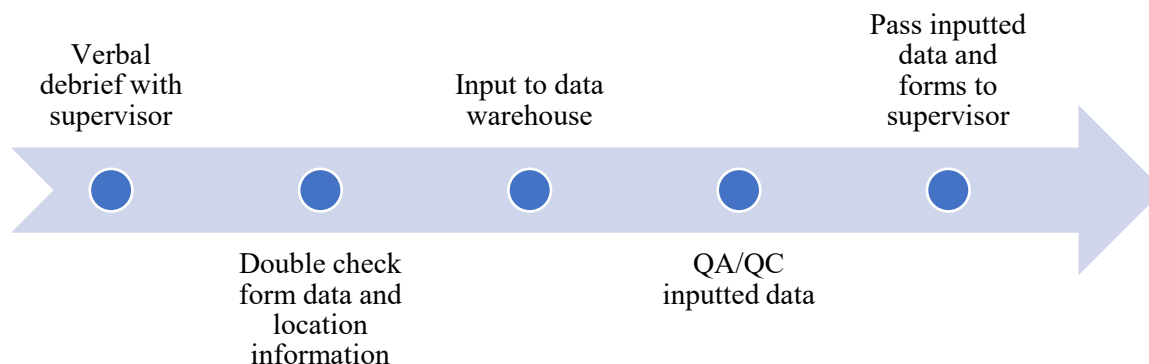 Verbal
debrief with
supervisor
Double check
form data and
location
information
Input to data
warehouse
QA/QC
inputted data
Pass inputted
data and
forms to
supervisor